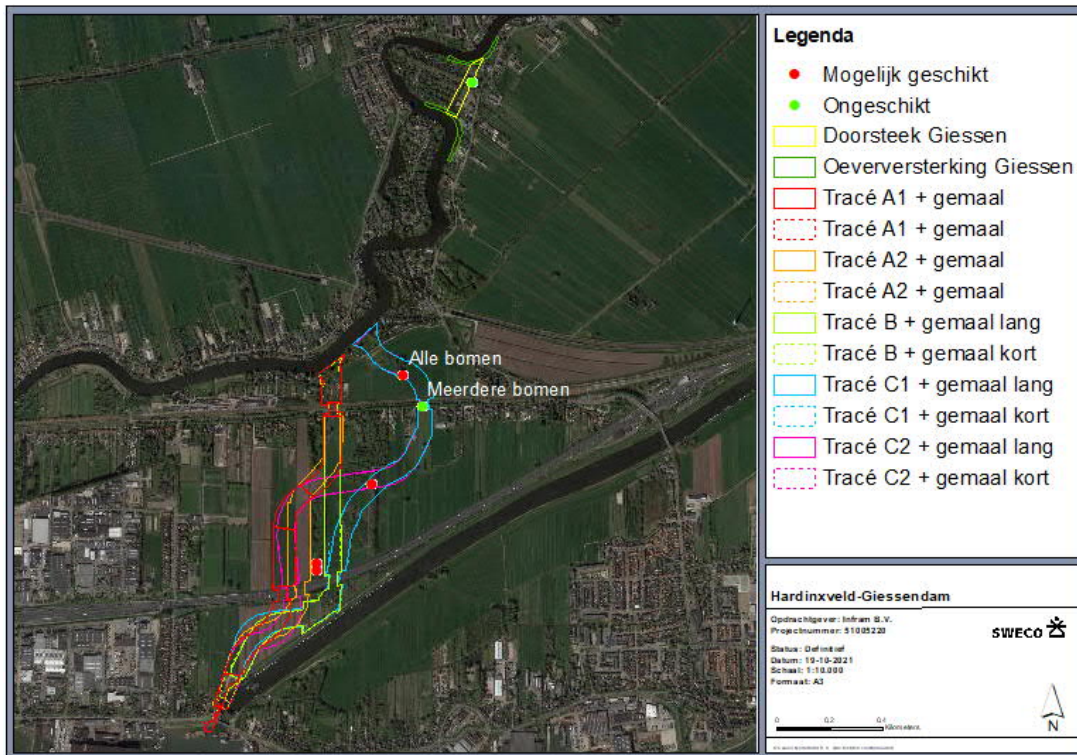 Alle bomen
Meerdere bomen
Legenda
Mogelijk geschikt
Ongeschikt
Doorsteek Giessen
Oeverversterking Giessen
Tracé A1 + gemaal
Tracé A1 + gemaal
Tracé A2 + gemaal
Tracé A2 + gemaal
Tracé B + gemaal lang
Tracé B + gemaal kort
Tracé C1 + gemaal lang
Tracé C1 + gemaal kort
Tracé C2 + gemaal lang
Tracé C2 + gemaal kort
Hardinxveld-Giessendam
Opdrachtgever: Infram B.V.
Projectnummer: 51005220
SWECO
Status: Definitief
Datum: 19-10-2021
Schaal: 1:10.000
Formaat: A3
0 0,2 0,4
Kilometers
N